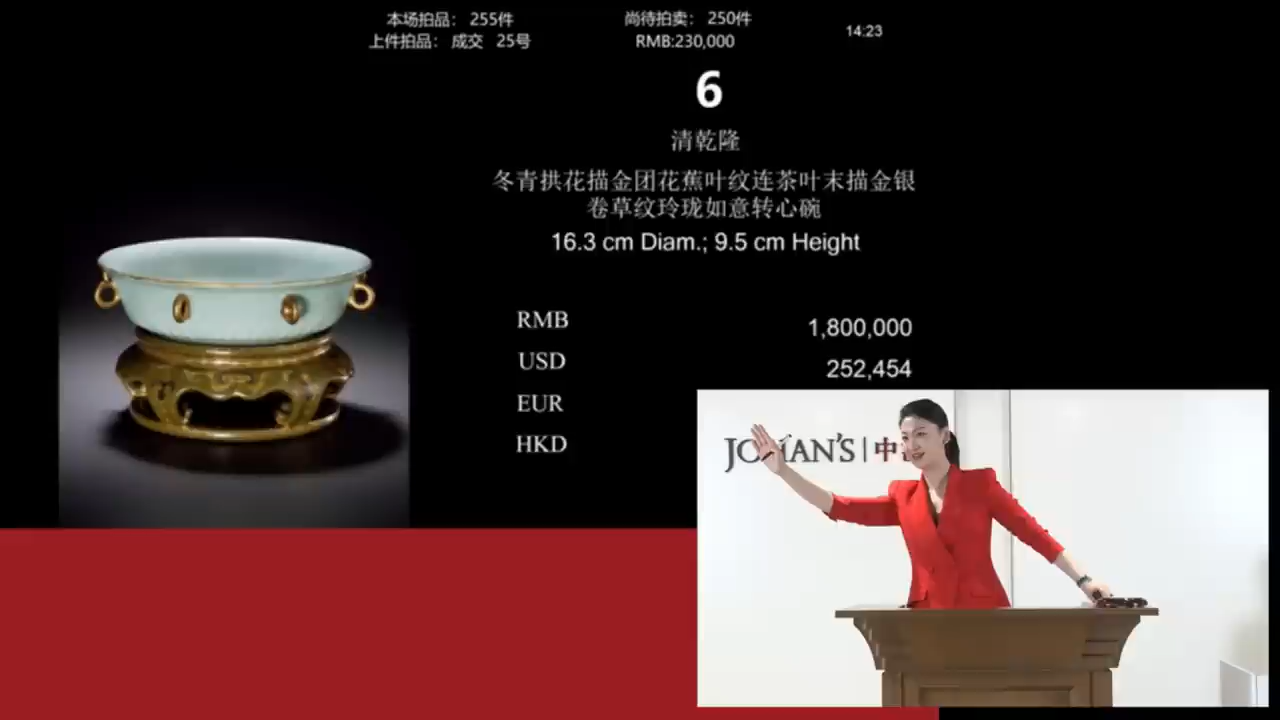 本场拍品: 255件 尚待拍卖: 250件
上件拍品: 成交 25号 RMB:230,000
14:23
6
清乾隆
冬青拱花描金团花蕉叶纹连茶叶末描金银
卷草纹玲珑如意转心碗
16.3 cm Diam.; 9.5 cm Height
RMB 1,800,000
USD 252,454
EUR
HKD
中